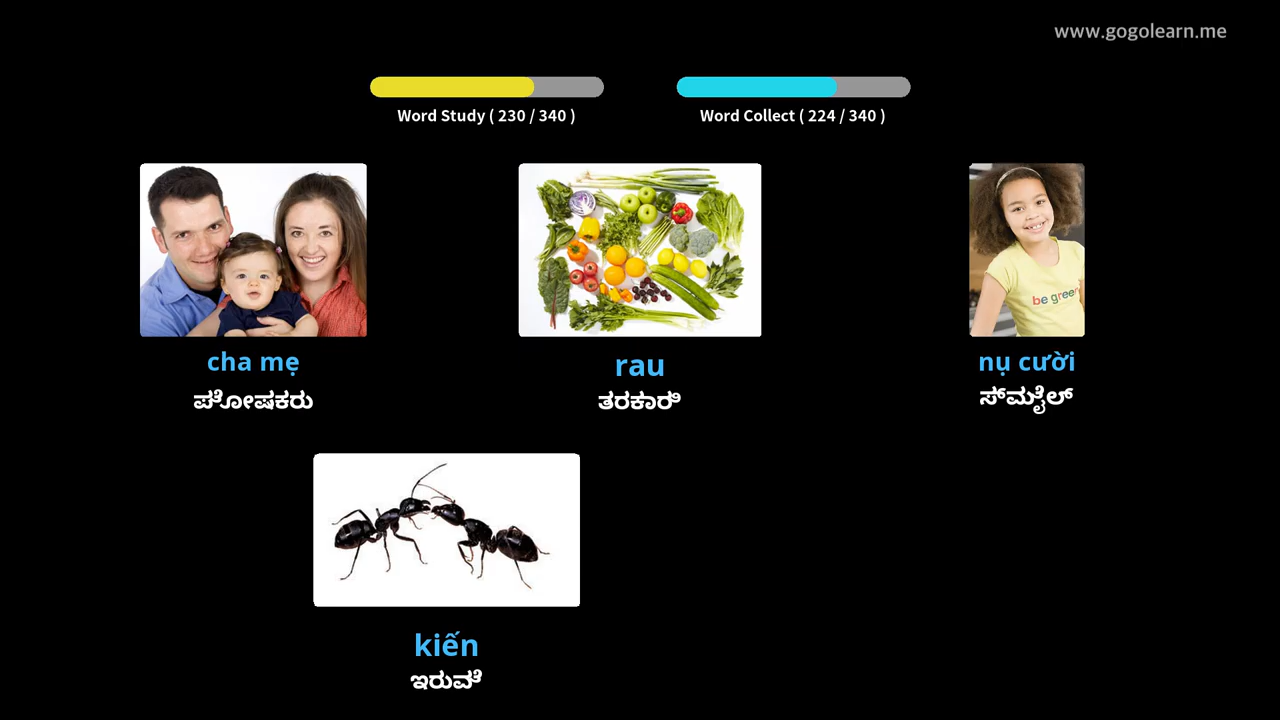 www.gogolearn.me
Word Study ( 230 / 340 )
Word Collect ( 224 / 340 )
cha mẹ
ಪೋಷಕರು
rau
ತರಕಾರಿ
nụ cười
ಸ್ಮೈಲ್
be green
kiến
ಇರುವೆ